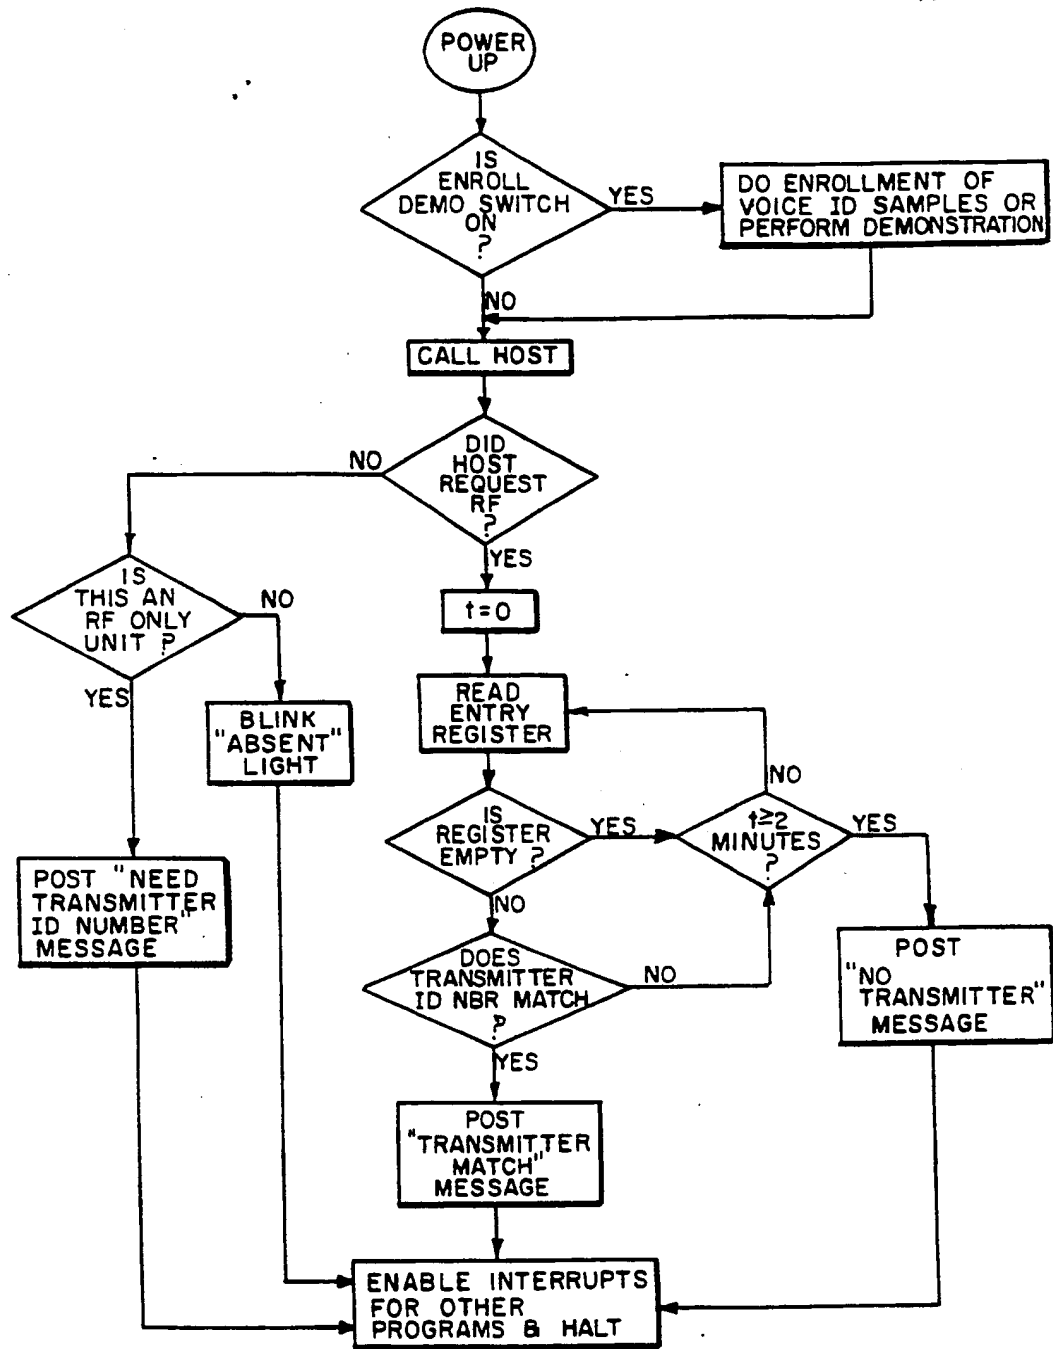 POWER
UP
IS
ENROLL
DEMO SWITCH
ON
?
YES
DO ENROLLMENT OF
VOICE ID SAMPLES OR
PERFORM DEMONSTRATION
NO
CALL HOST
DID
HOST
REQUEST
RF
?
NO
YES
IS
THIS AN
RF ONLY
UNIT ?
NO
YES
t=0
BLINK
"ABSENT"
LIGHT
READ
ENTRY
REGISTER
NO
IS
REGISTER
EMPTY ?
YES
t≥2
MINUTES
?
YES
POST "NEED
TRANSMITTER
ID NUMBER"
MESSAGE
NO
DOES
TRANSMITTER
ID NBR MATCH
?
NO
POST
"NO
TRANSMITTER"
MESSAGE
YES
POST
"TRANSMITTER
MATCH"
MESSAGE
ENABLE INTERRUPTS
FOR OTHER
PROGRAMS & HALT